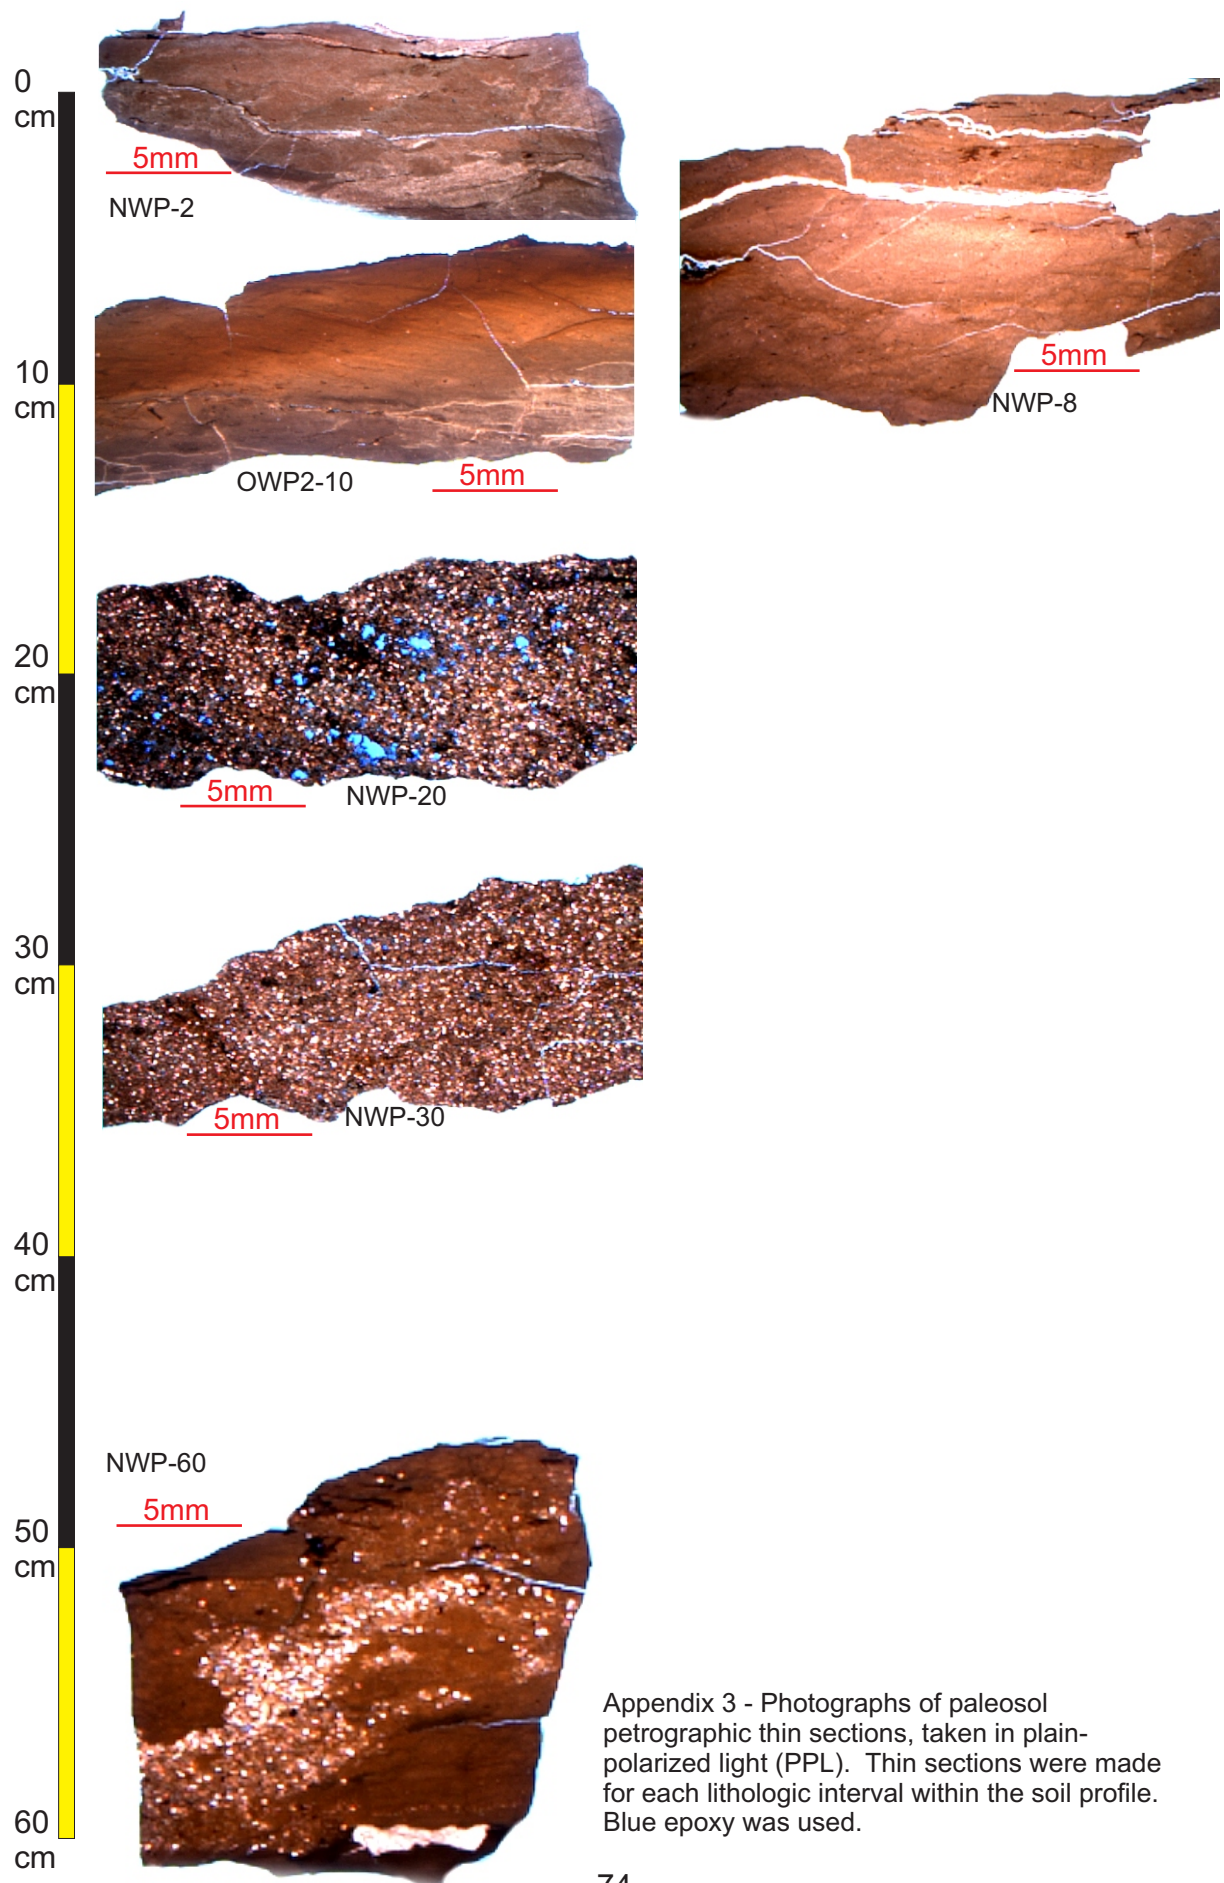 0
cm
5mm
NWP-2
5mm
NWP-8
10
cm
OWP2-10
5mm
20
cm
5mm
NWP-20
30
cm
5mm
NWP-30
40
cm
NWP-60
5mm
50
cm
60
cm
Appendix 3 - Photographs of paleosol
petrographic thin sections, taken in plain-
polarized light (PPL).  Thin sections were made
for each lithologic interval within the soil profile.
Blue epoxy was used.
74